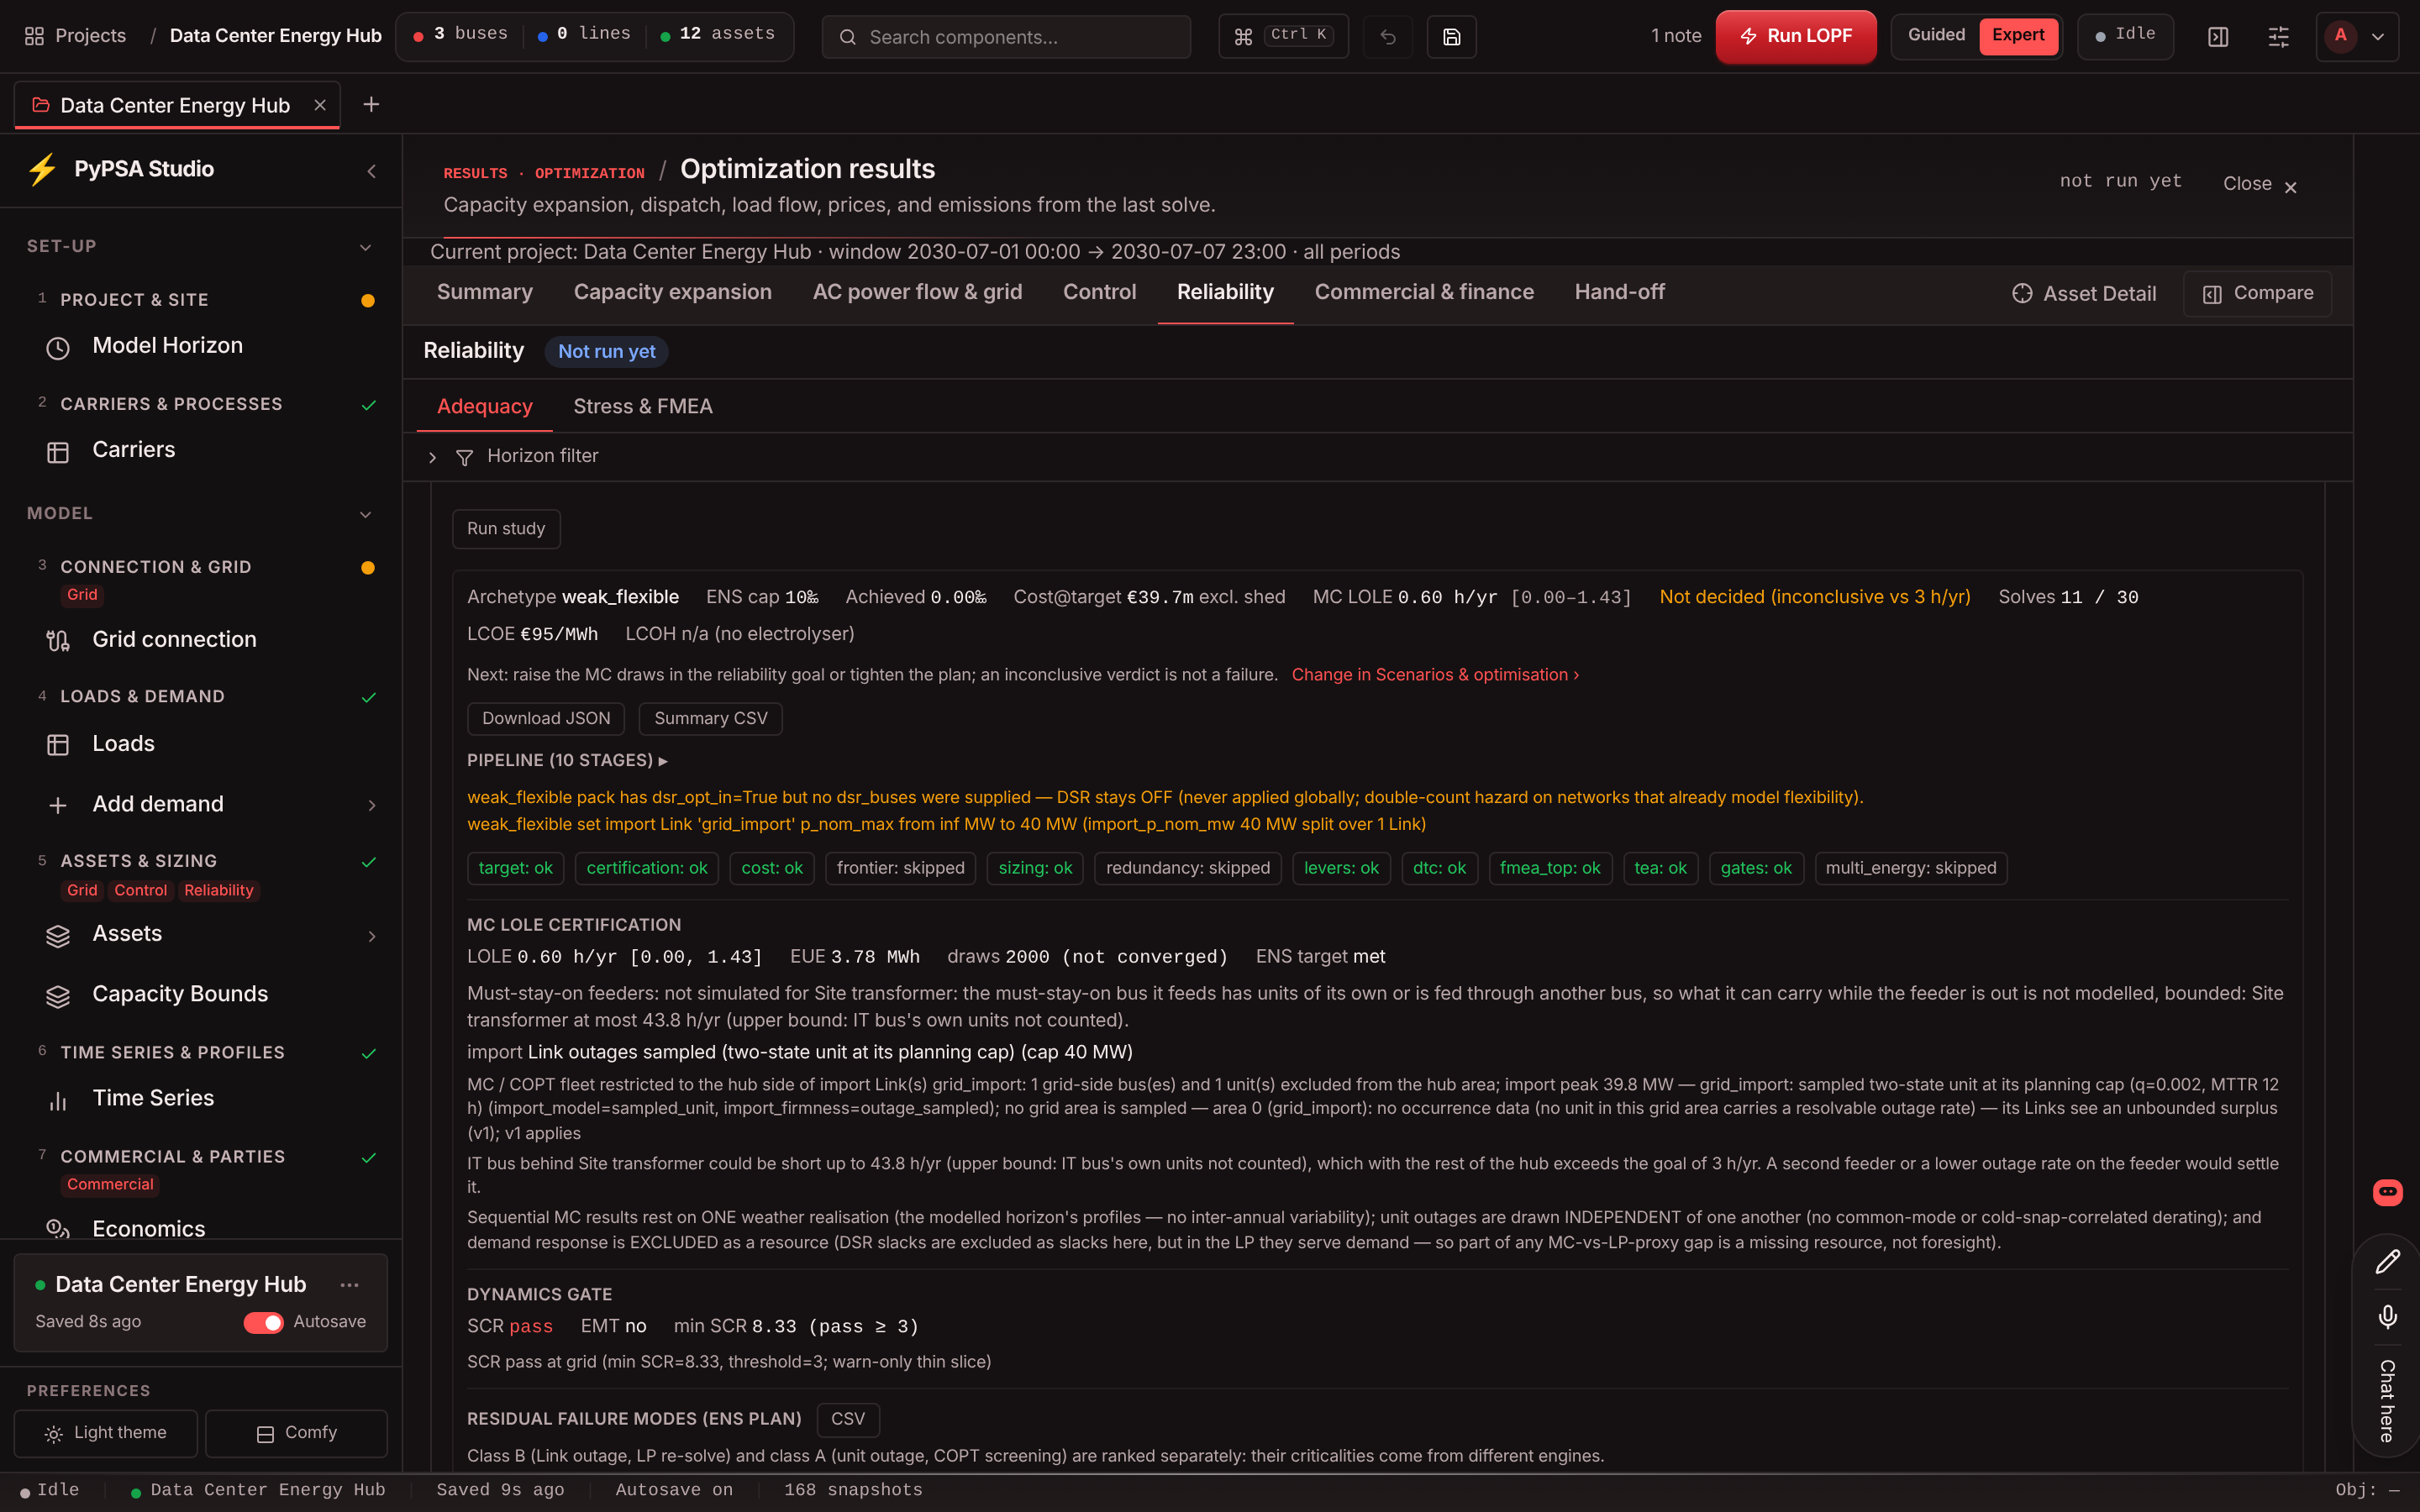 Projects / Data Center Energy Hub 3 buses 0 lines 12 assets Search components... Ctrl K 1 note Run LOPF Guided Expert Idle A
Data Center Energy Hub
PyPSA Studio
SET-UP
1 PROJECT & SITE
Model Horizon
2 CARRIERS & PROCESSES
Carriers
MODEL
3 CONNECTION & GRID
Grid
Grid connection
4 LOADS & DEMAND
Loads
Add demand
5 ASSETS & SIZING
Grid Control Reliability
Assets
Capacity Bounds
6 TIME SERIES & PROFILES
Time Series
7 COMMERCIAL & PARTIES
Commercial
Economics
Data Center Energy Hub
Saved 8s ago Autosave
PREFERENCES
Light theme Comfy
RESULTS · OPTIMIZATION / Optimization results
not run yet Close
Capacity expansion, dispatch, load flow, prices, and emissions from the last solve.
Current project: Data Center Energy Hub · window 2030-07-01 00:00 → 2030-07-07 23:00 · all periods
Summary Capacity expansion AC power flow & grid Control Reliability Commercial & finance Hand-off Asset Detail Compare
Reliability Not run yet
Adequacy Stress & FMEA
Horizon filter
Run study
Archetype weak_flexible ENS cap 10‰ Achieved 0.00‰ Cost@target €39.7m excl. shed MC LOLE 0.60 h/yr [0.00–1.43] Not decided (inconclusive vs 3 h/yr) Solves 11 / 30
LCOE €95/MWh LCOH n/a (no electrolyser)
Next: raise the MC draws in the reliability goal or tighten the plan; an inconclusive verdict is not a failure. Change in Scenarios & optimisation ›
Download JSON Summary CSV
PIPELINE (10 STAGES) ▸
weak_flexible pack has dsr_opt_in=True but no dsr_buses were supplied — DSR stays OFF (never applied globally; double-count hazard on networks that already model flexibility).
weak_flexible set import Link 'grid_import' p_nom_max from inf MW to 40 MW (import_p_nom_mw 40 MW split over 1 Link)
target: ok certification: ok cost: ok frontier: skipped sizing: ok redundancy: skipped levers: ok dtc: ok fmea_top: ok tea: ok gates: ok multi_energy: skipped
MC LOLE CERTIFICATION
LOLE 0.60 h/yr [0.00, 1.43] EUE 3.78 MWh draws 2000 (not converged) ENS target met
Must-stay-on feeders: not simulated for Site transformer: the must-stay-on bus it feeds has units of its own or is fed through another bus, so what it can carry while the feeder is out is not modelled, bounded: Site
transformer at most 43.8 h/yr (upper bound: IT bus's own units not counted).
import Link outages sampled (two-state unit at its planning cap) (cap 40 MW)
MC / COPT fleet restricted to the hub side of import Link(s) grid_import: 1 grid-side bus(es) and 1 unit(s) excluded from the hub area; import peak 39.8 MW — grid_import: sampled two-state unit at its planning cap (q=0.002, MTTR 12
h) (import_model=sampled_unit, import_firmness=outage_sampled); no grid area is sampled — area 0 (grid_import): no occurrence data (no unit in this grid area carries a resolvable outage rate) — its Links see an unbounded surplus
(v1); v1 applies
IT bus behind Site transformer could be short up to 43.8 h/yr (upper bound: IT bus's own units not counted), which with the rest of the hub exceeds the goal of 3 h/yr. A second feeder or a lower outage rate on the feeder would settle
it.
Sequential MC results rest on ONE weather realisation (the modelled horizon's profiles — no inter-annual variability); unit outages are drawn INDEPENDENT of one another (no common-mode or cold-snap-correlated derating); and
demand response is EXCLUDED as a resource (DSR slacks are excluded as slacks here, but in the LP they serve demand — so part of any MC-vs-LP-proxy gap is a missing resource, not foresight).
DYNAMICS GATE
SCR pass EMT no min SCR 8.33 (pass ≥ 3)
SCR pass at grid (min SCR=8.33, threshold=3; warn-only thin slice)
RESIDUAL FAILURE MODES (ENS PLAN) CSV
Class B (Link outage, LP re-solve) and class A (unit outage, COPT screening) are ranked separately: their criticalities come from different engines.
Chat here
Idle Data Center Energy Hub Saved 9s ago Autosave on 168 snapshots Obj: —